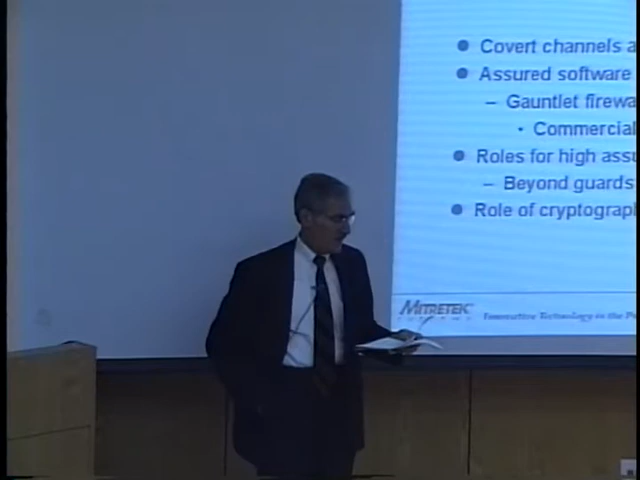 Covert channels a
Assured software
– Gauntlet firewa
• Commercial
Roles for high assu
– Beyond guards
Role of cryptograph
MITRETEK
Innovative Technology in the P